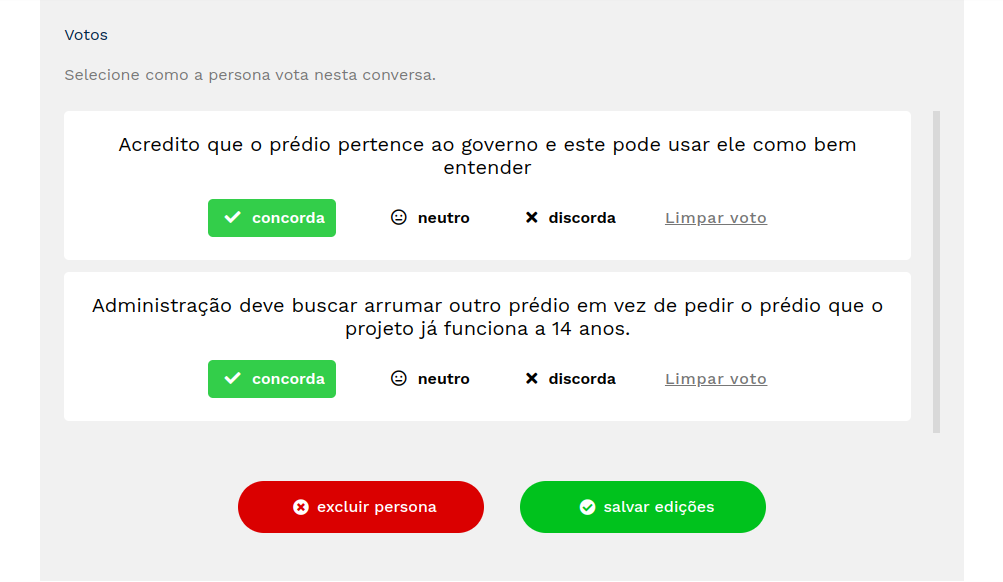 Votos
Selecione como a persona vota nesta conversa.
Acredito que o prédio pertence ao governo e este pode usar ele como bem
entender
concorda neutro discorda Limpar voto
Administração deve buscar arrumar outro prédio em vez de pedir o prédio que o
projeto já funciona a 14 anos.
concorda neutro discorda Limpar voto
excluir persona salvar edições